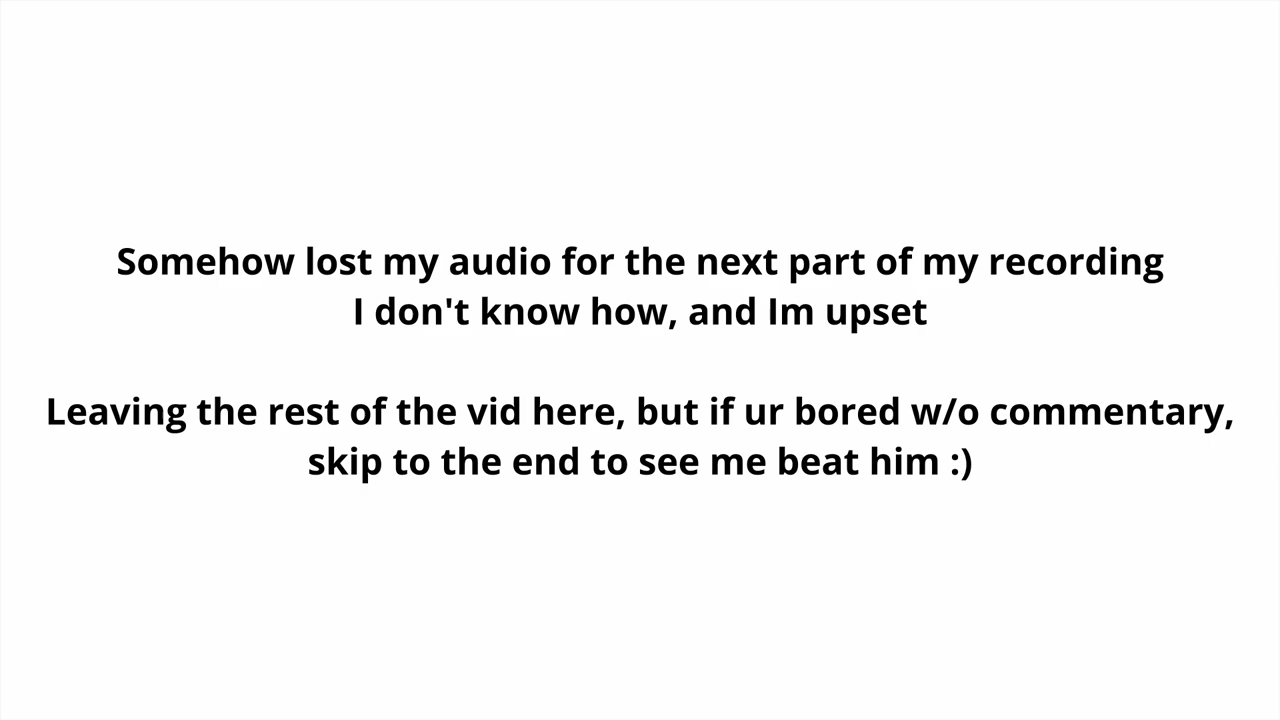 Somehow lost my audio for the next part of my recording
I don't know how, and Im upset
Leaving the rest of the vid here, but if ur bored w/o commentary,
skip to the end to see me beat him :)